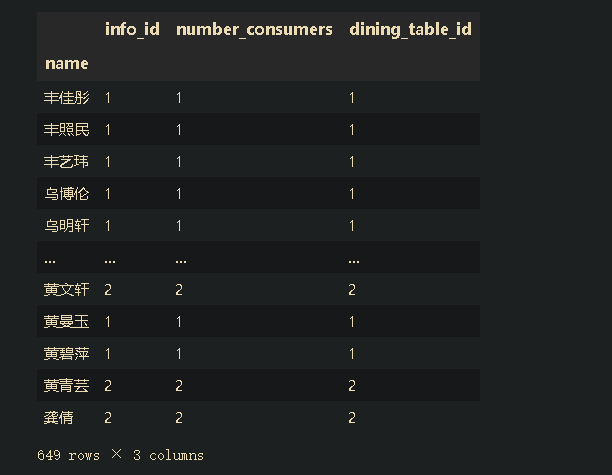 info_id number_consumers dining_table_id
name
丰佳彤 1 1 1
丰照民 1 1 1
丰艺玮 1 1 1
乌博伦 1 1 1
乌明轩 1 1 1
... ... ... ...
黄文轩 2 2 2
黄曼玉 1 1 1
黄碧萍 1 1 1
黄青芸 2 2 2
龚倩 2 2 2
649 rows × 3 columns